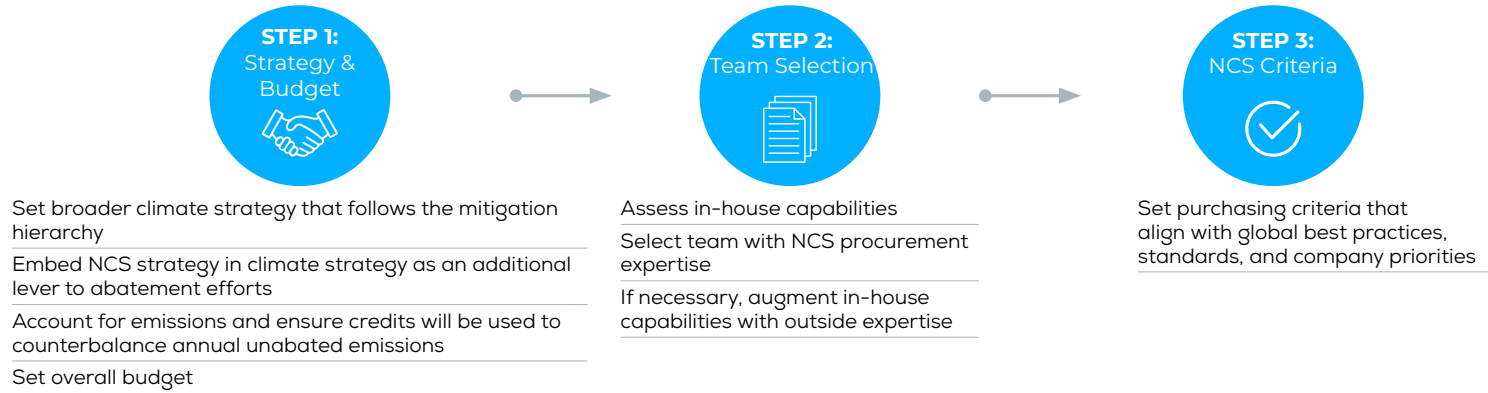 STEP 1:
Strategy &
Budget
Set broader climate strategy that follows the mitigation
hierarchy
Embed NCS strategy in climate strategy as an additional
lever to abatement efforts
Account for emissions and ensure credits will be used to
counterbalance annual unabated emissions
Set overall budget
STEP 2:
Team Selection
Assess in-house capabilities
Select team with NCS procurement
expertise
If necessary, augment in-house
capabilities with outside expertise
STEP 3:
NCS Criteria
Set purchasing criteria that
align with global best practices,
standards, and company priorities